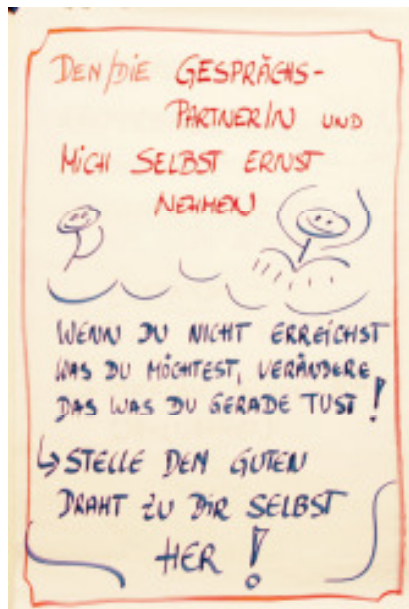 DEN/DIE GESPRÄCHS-
PARTNER/N UND
MICH SELBST ERNST
NEHMEN
WENN DU NICHT ERREICHST
WAS DU MÖCHTEST, VERÄNDERE
DAS WAS DU GERADE TUST!
↳ STELLE DEN GUTEN
DRAHT ZU DIR SELBST
HER!